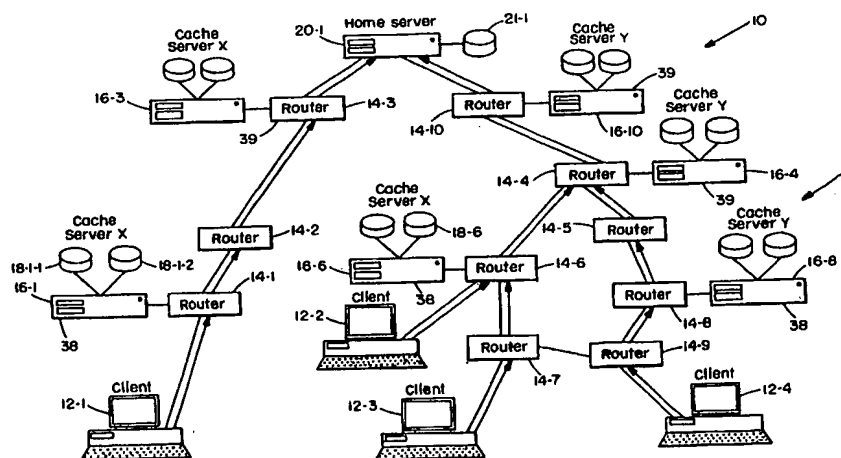 Home server
20-1
21-1
10
Cache
Server X
16-3
Router
39
14-3
Cache
Server Y
Router
14-10
39
16-10
Cache
Server Y
14-4
Router
39
16-4
Cache
Server X
18-1-1
18-1-2
16-1
38
Router
14-1
Router
14-2
Cache
Server X
18-6
16-6
38
Router
14-6
14-5
Router
Cache
Server Y
16-8
Router
38
14-8
Client
12-2
Router
14-7
Router
14-9
Client
12-1
Client
12-3
Client
12-4